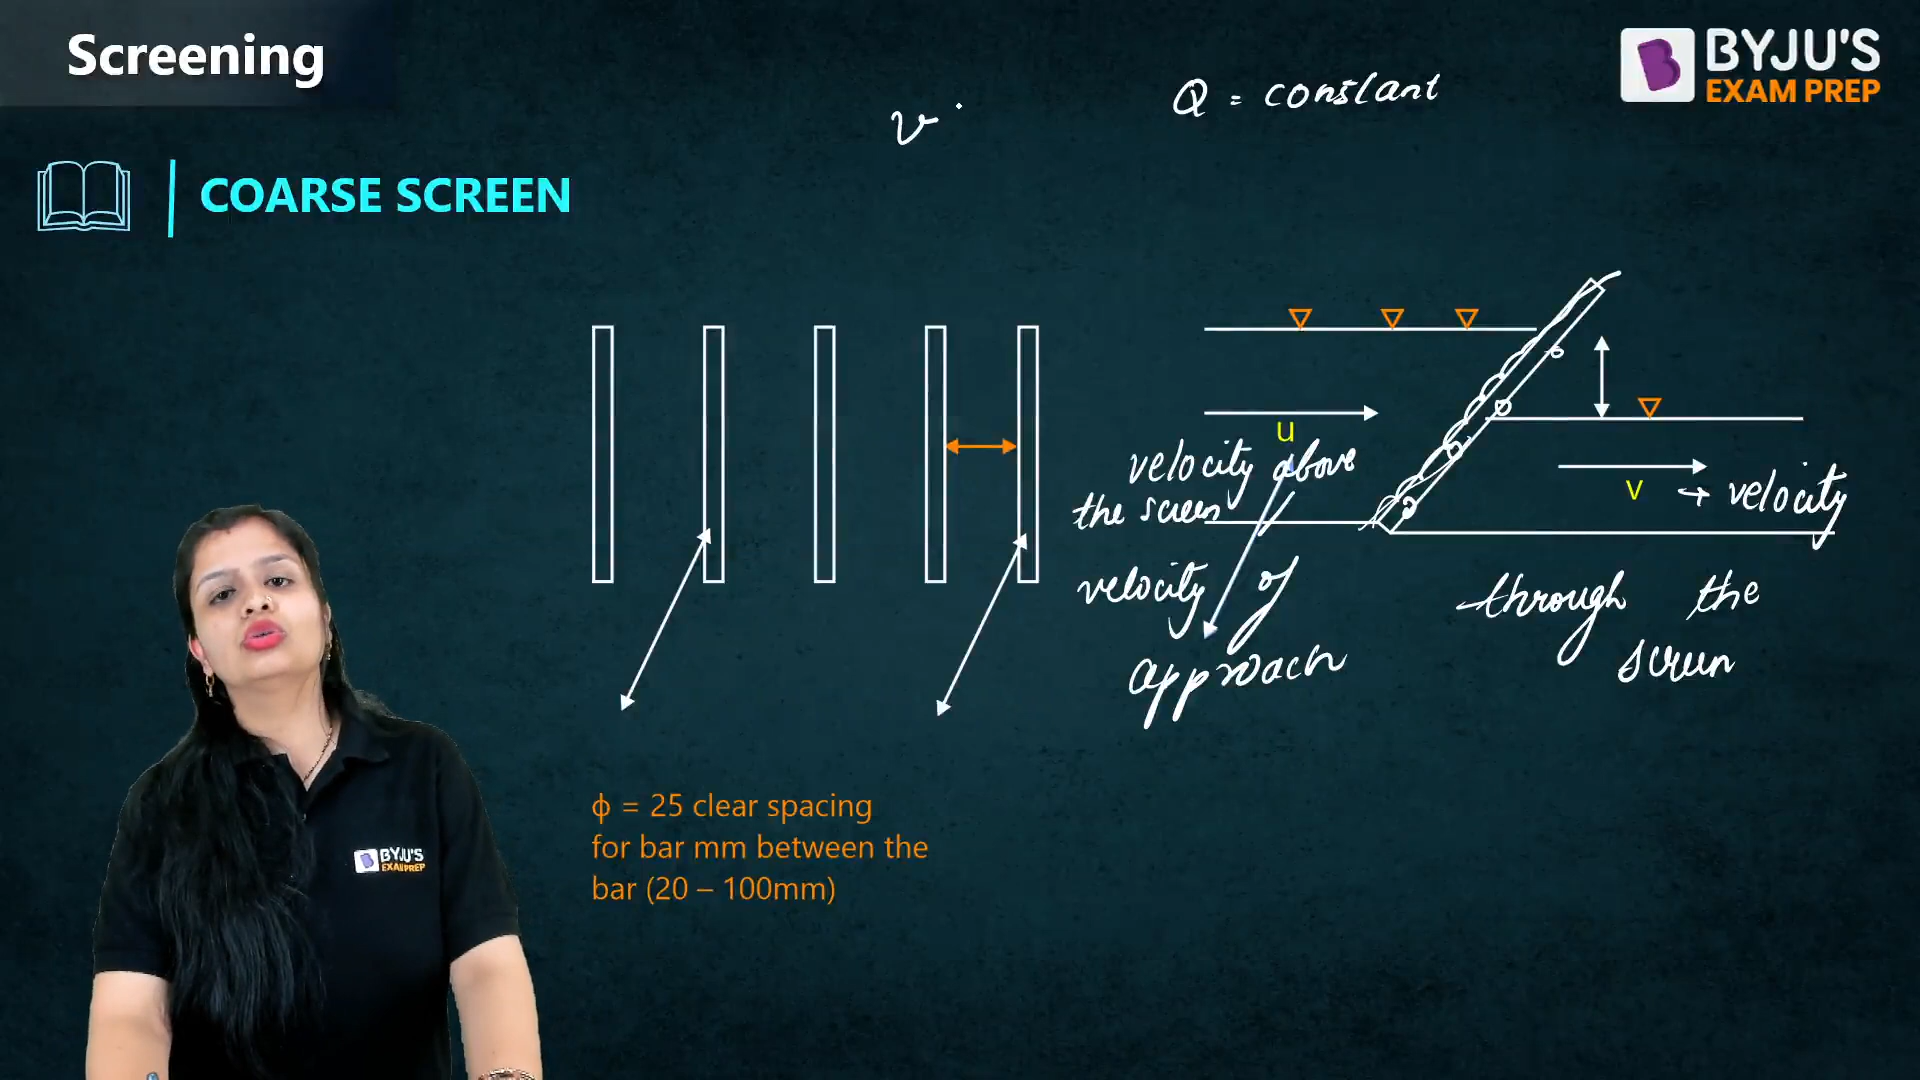 Screening
BYJU'S
EXAM PREP
Q = constant
v
COARSE SCREEN
u
velocity above
the screen
v → velocity
velocity of
through the
approach
screen
ϕ = 25 clear spacing
for bar mm between the
bar (20 – 100mm)
BYJU'S
EXAM PREP